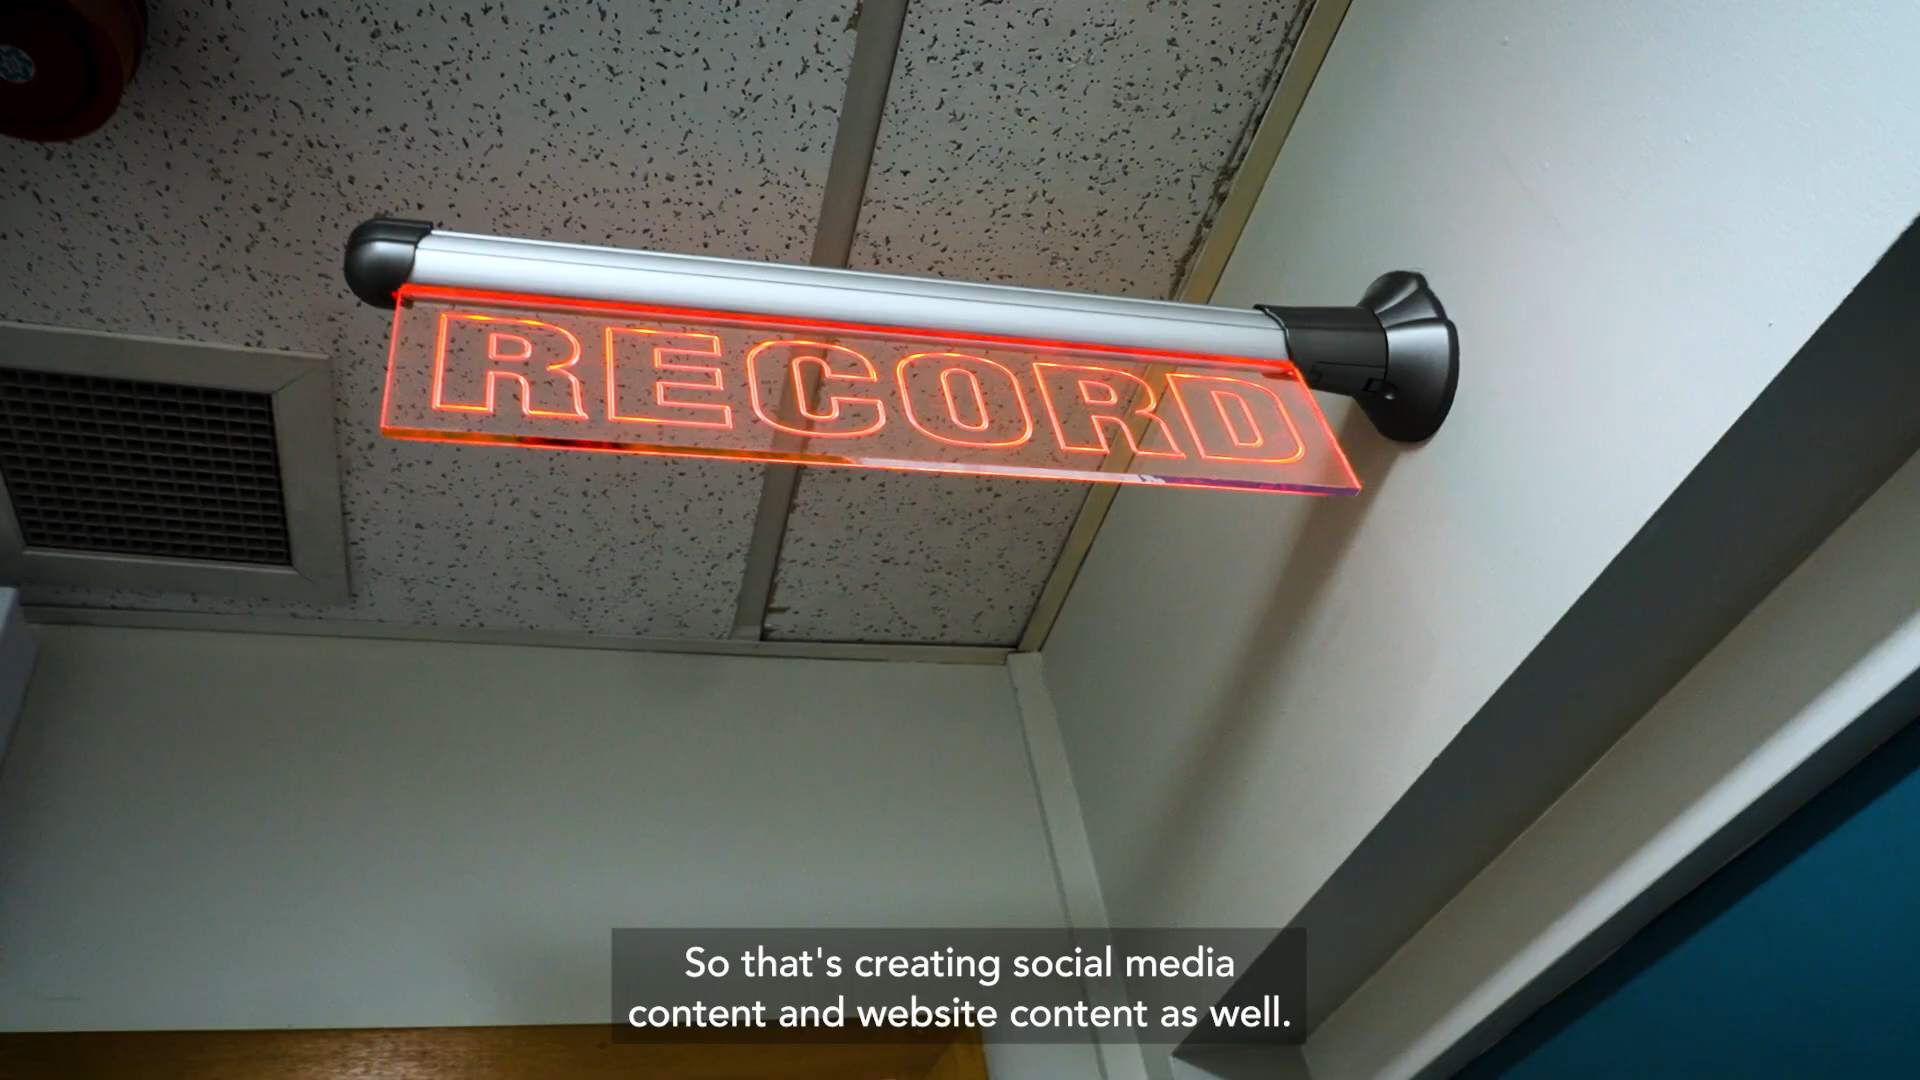 RECORD
So that's creating social media
content and website content as well.